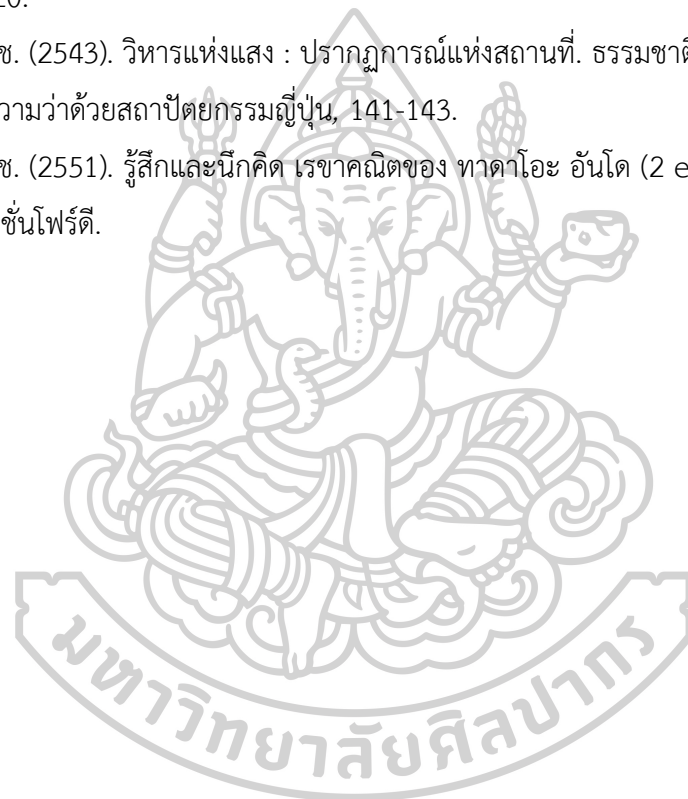 ช. (2543). วิหารแห่งแสง : ปรากฏการณ์แห่งสถานที่. ธรรมชาติ
ความว่าด้วยสถาปัตยกรรมญี่ปุ่น, 141-143.
ช. (2551). รู้สึกและนึกคิด เรขาคณิตของ ทาดาโอะ อันโด (2 e
ชั่นโฟร์ดี.
มหาวิทยาลัยศิลปากร